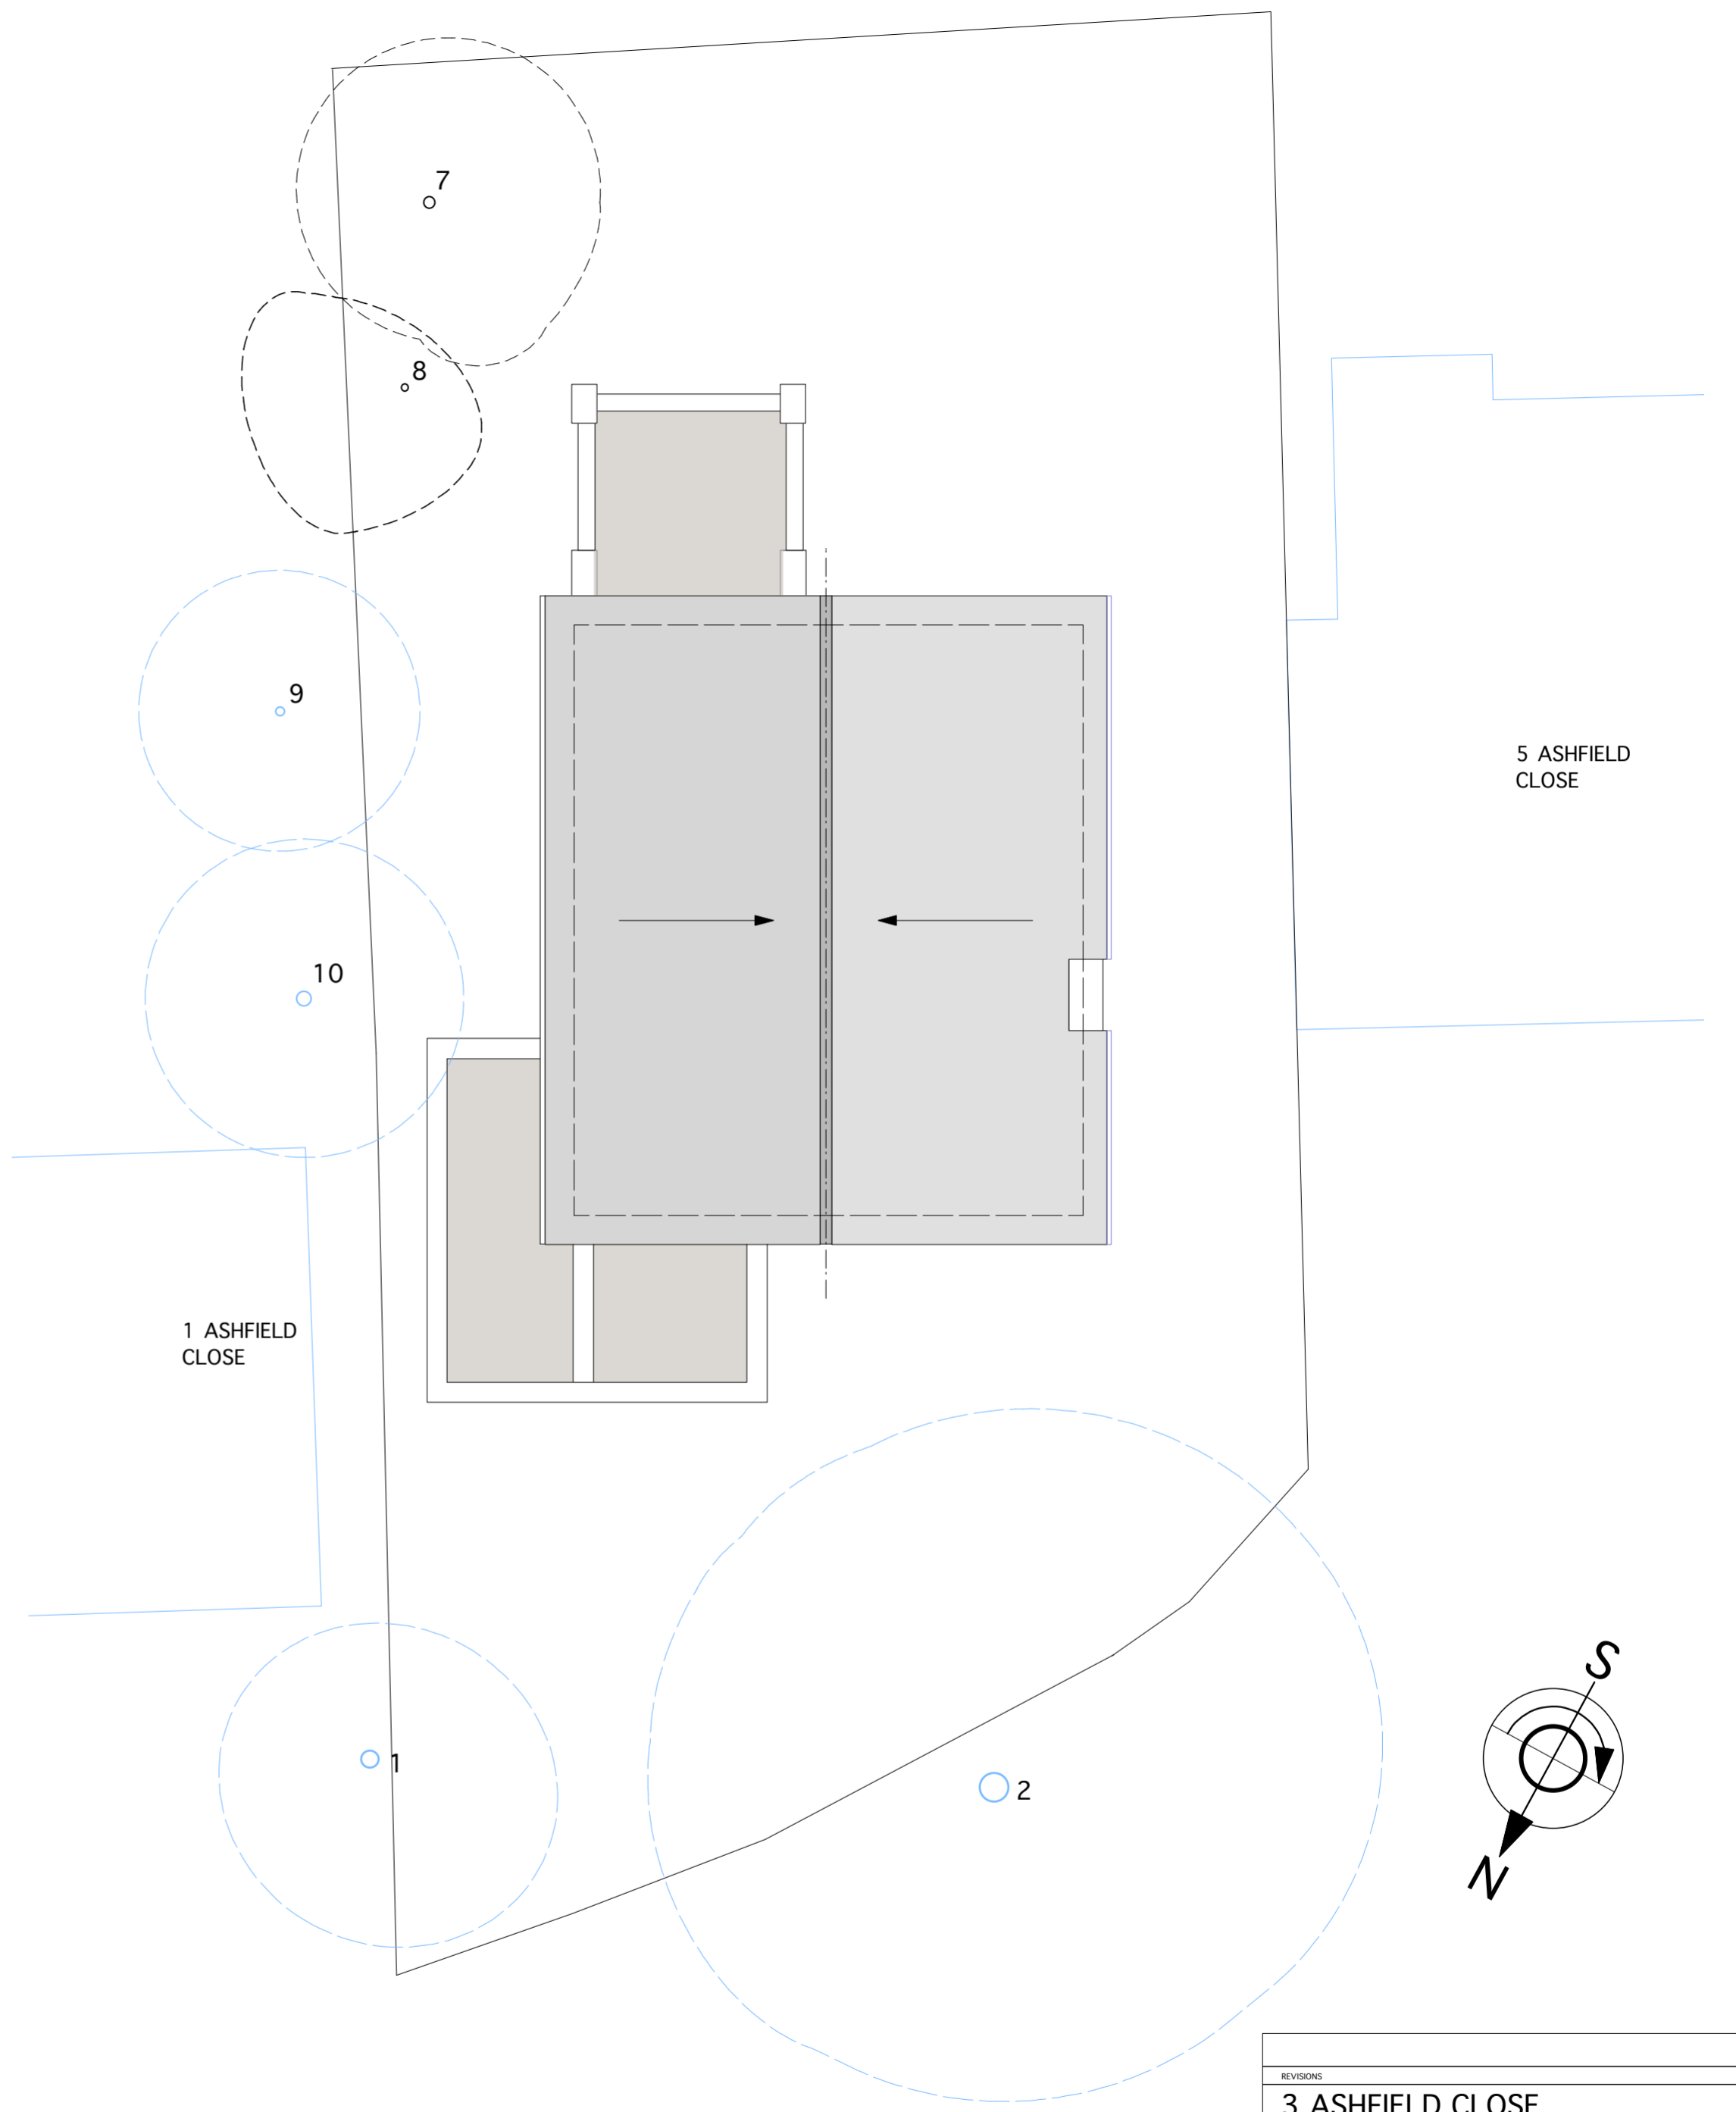 7
8
9
5 ASHFIELD
CLOSE
10
1 ASHFIELD
CLOSE
S
1
2
N
REVISIONS
3 ASHFIELD CLOSE